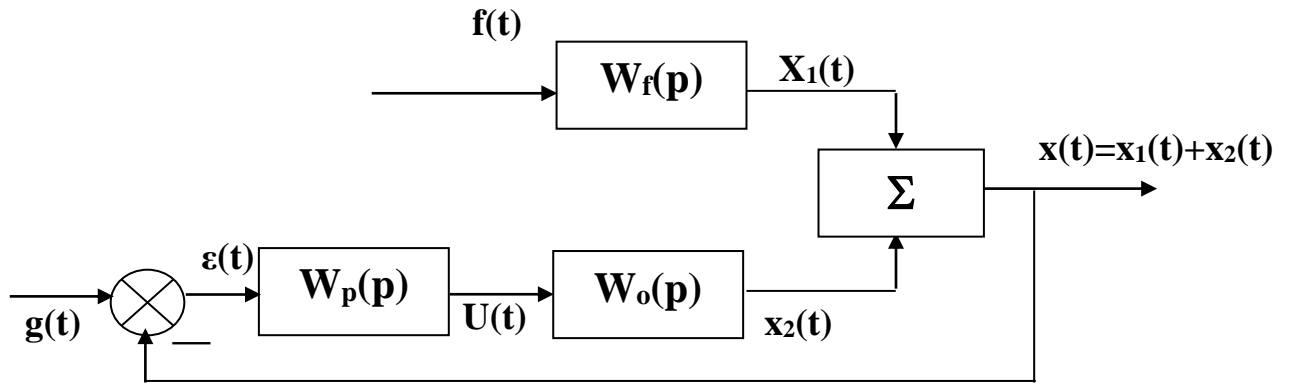 f(t)
W_f(p)
X₁(t)
x(t)=x₁(t)+x₂(t)
Σ
ε(t)
W_p(p)
W_o(p)
g(t)
U(t)
x₂(t)